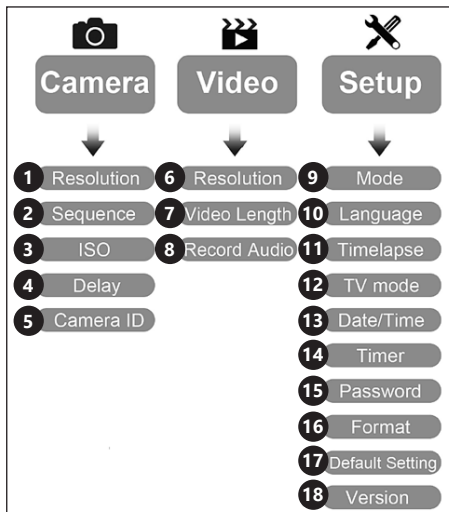 Camera Video Setup
1 Resolution 6 Resolution 9 Mode
2 Sequence 7 Video Length 10 Language
3 ISO 8 Record Audio 11 Timelapse
4 Delay 12 TV mode
5 Camera ID 13 Date/Time
14 Timer
15 Password
16 Format
17 Default Setting
18 Version